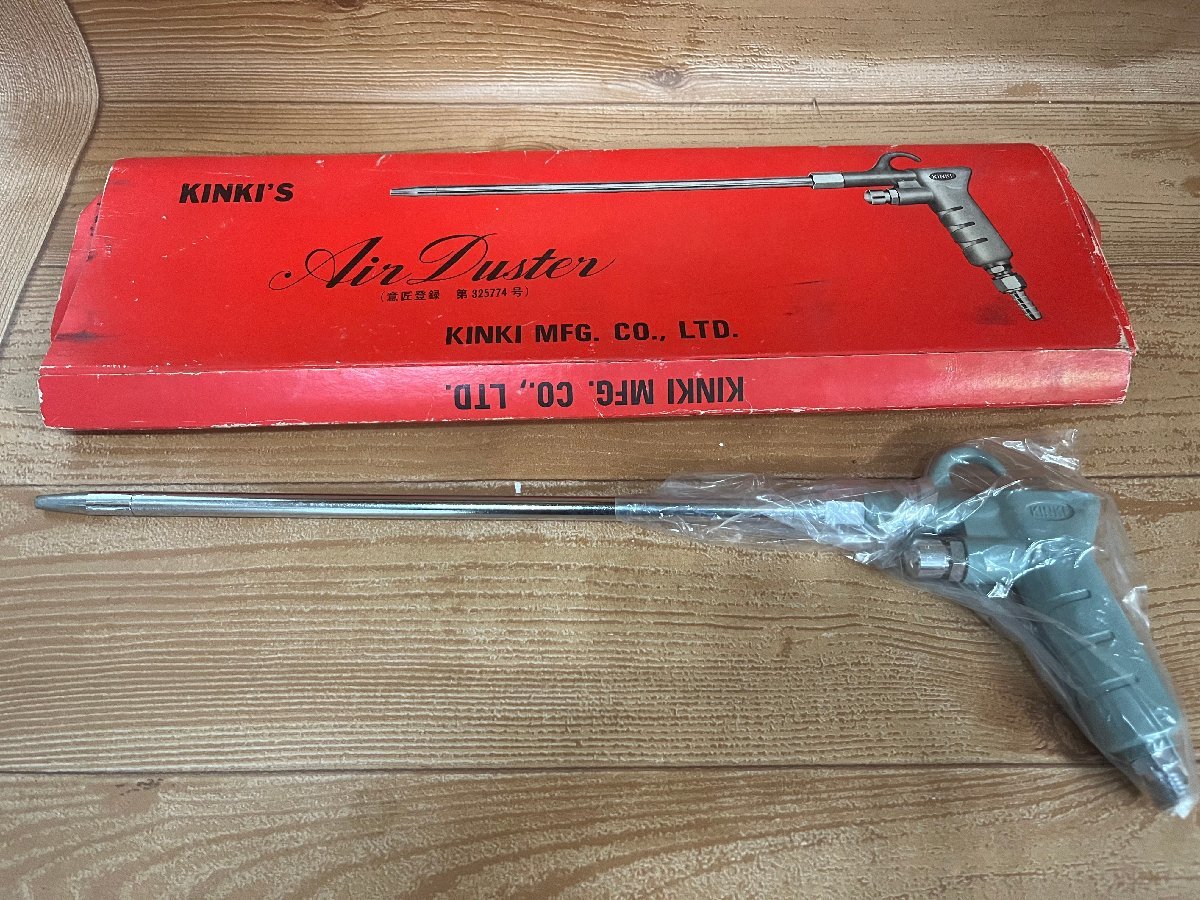 KINKI'S
KINKI
Air Duster
(意匠登録 第325774号)
KINKI MFG. CO., LTD.
KINKI MFG. CO., LTD.
KINKI